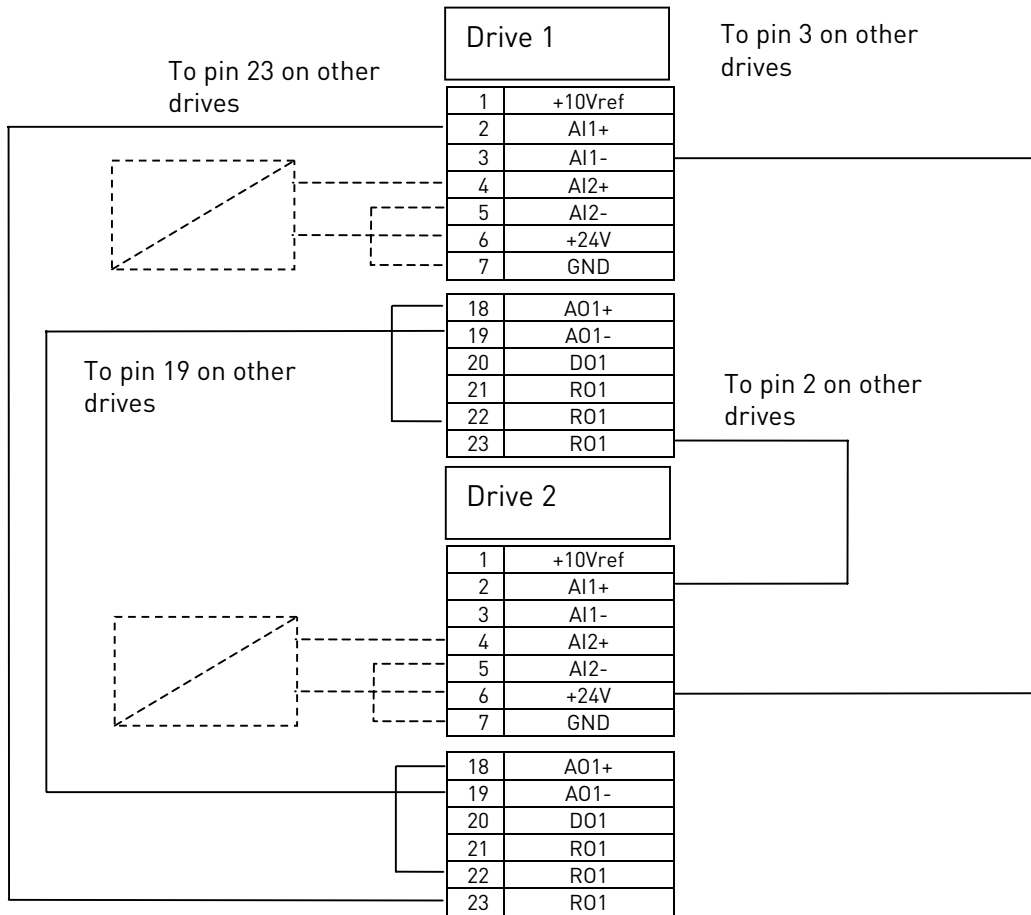 Drive 1
To pin 3 on other
drives
To pin 23 on other
drives
1 +10Vref
2 AI1+
3 AI1-
4 AI2+
5 AI2-
6 +24V
7 GND
18 AO1+
19 AO1-
20 DO1
21 RO1
22 RO1
23 RO1
To pin 19 on other
drives
To pin 2 on other
drives
Drive 2
1 +10Vref
2 AI1+
3 AI1-
4 AI2+
5 AI2-
6 +24V
7 GND
18 AO1+
19 AO1-
20 DO1
21 RO1
22 RO1
23 RO1